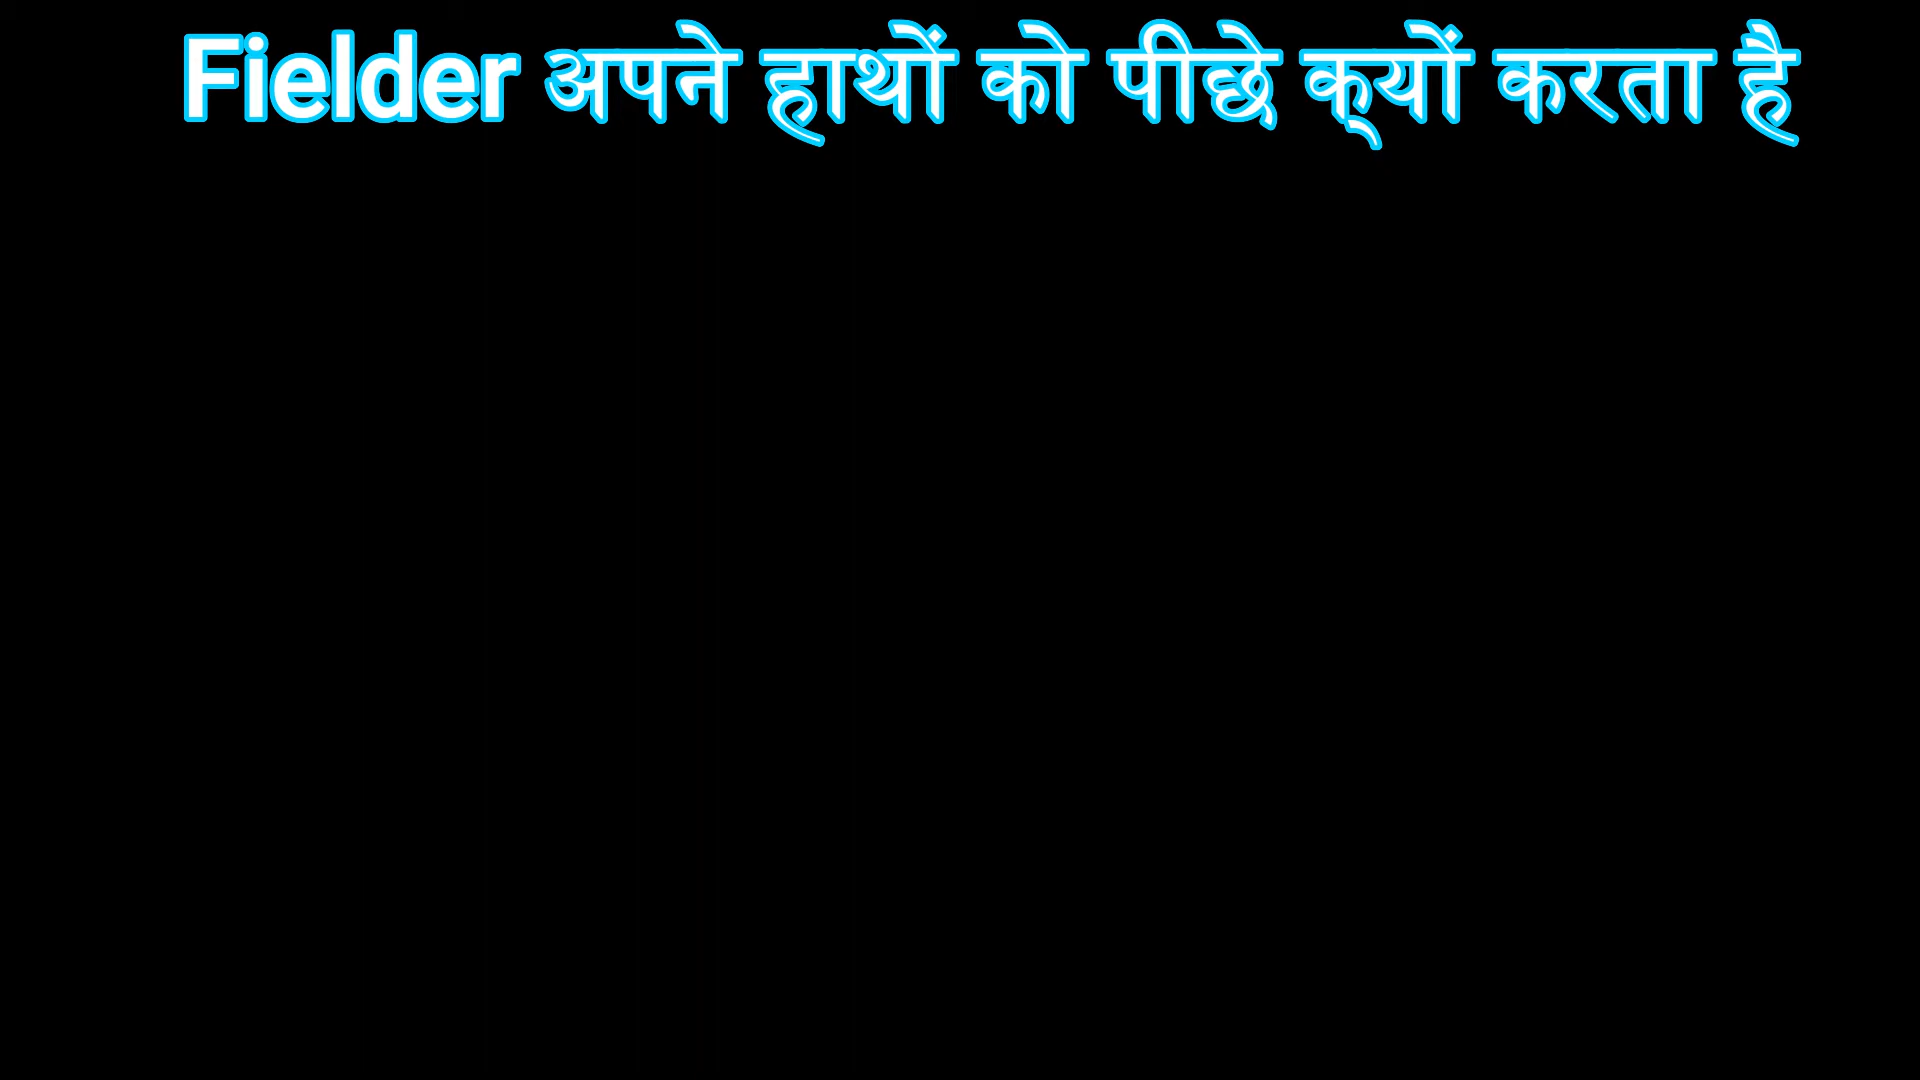 Fielder अपने हाथों को पीछे क्यों करता है